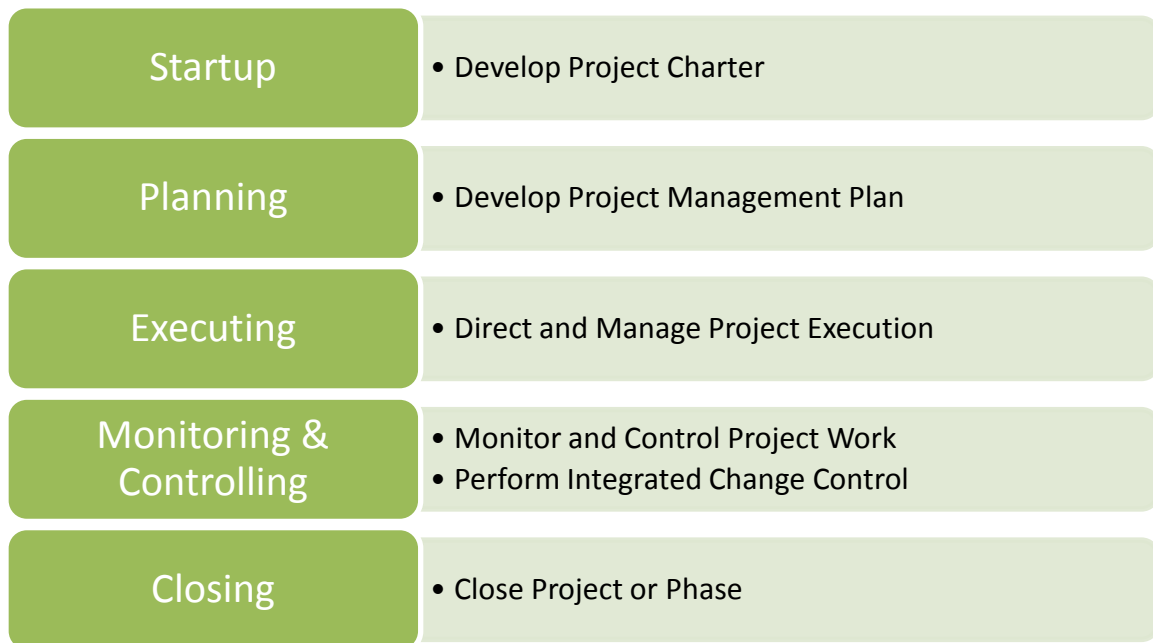 Startup
• Develop Project Charter
Planning
• Develop Project Management Plan
Executing
• Direct and Manage Project Execution
Monitoring &
Controlling
• Monitor and Control Project Work
• Perform Integrated Change Control
Closing
• Close Project or Phase